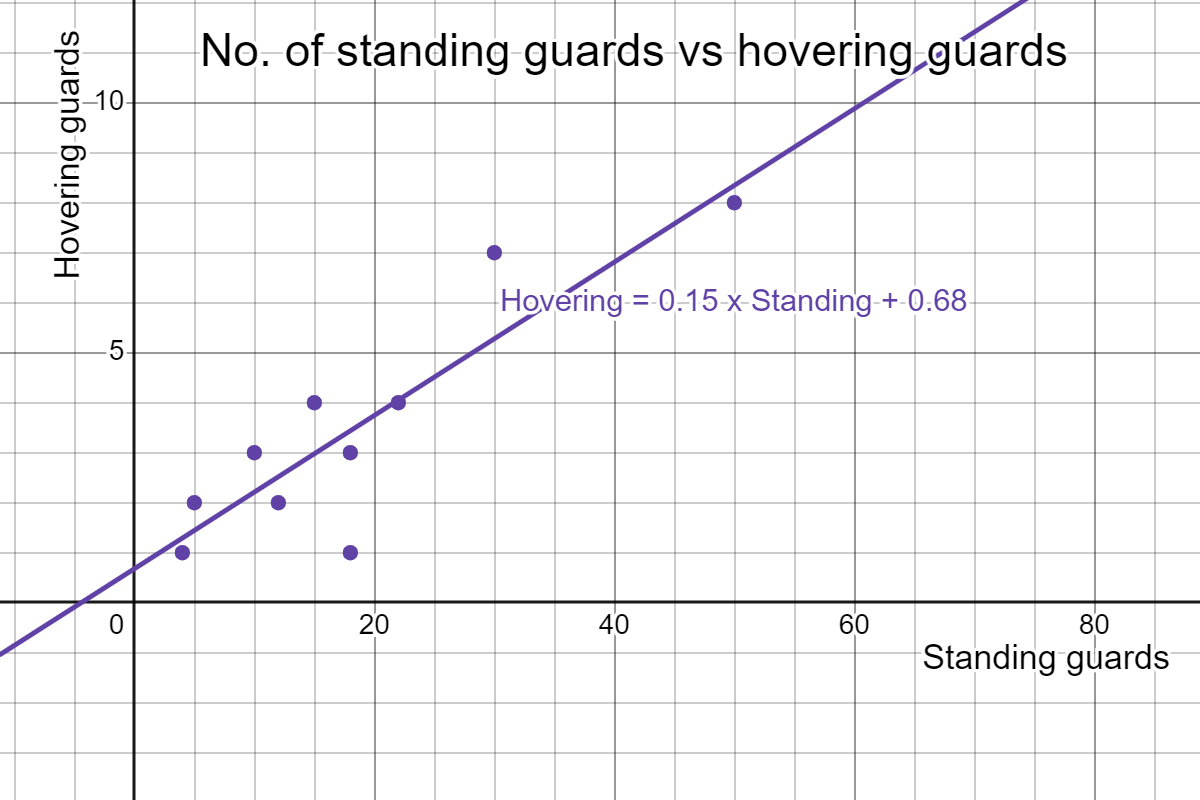 No. of standing guards vs hovering guards
Hovering guards
10
Hovering = 0.15 x Standing + 0.68
5
0
20
40
60
80
Standing guards